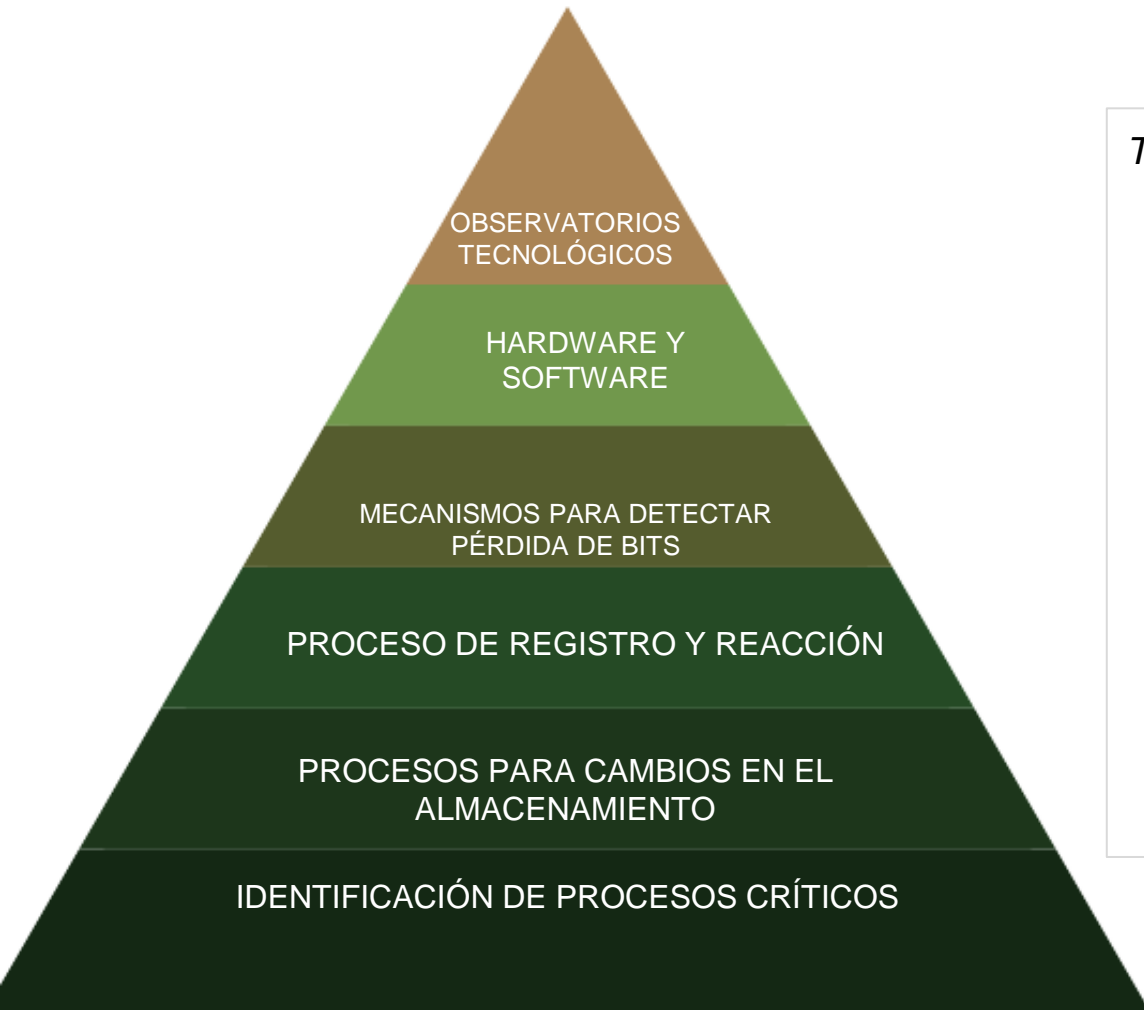 OBSERVATORIOS
TECNOLÓGICOS
HARDWARE Y
SOFTWARE
MECANISMOS PARA DETECTAR
PÉRDIDA DE BITS
PROCESO DE REGISTRO Y REACCIÓN
PROCESOS PARA CAMBIOS EN EL
ALMACENAMIENTO
IDENTIFICACIÓN DE PROCESOS CRÍTICOS